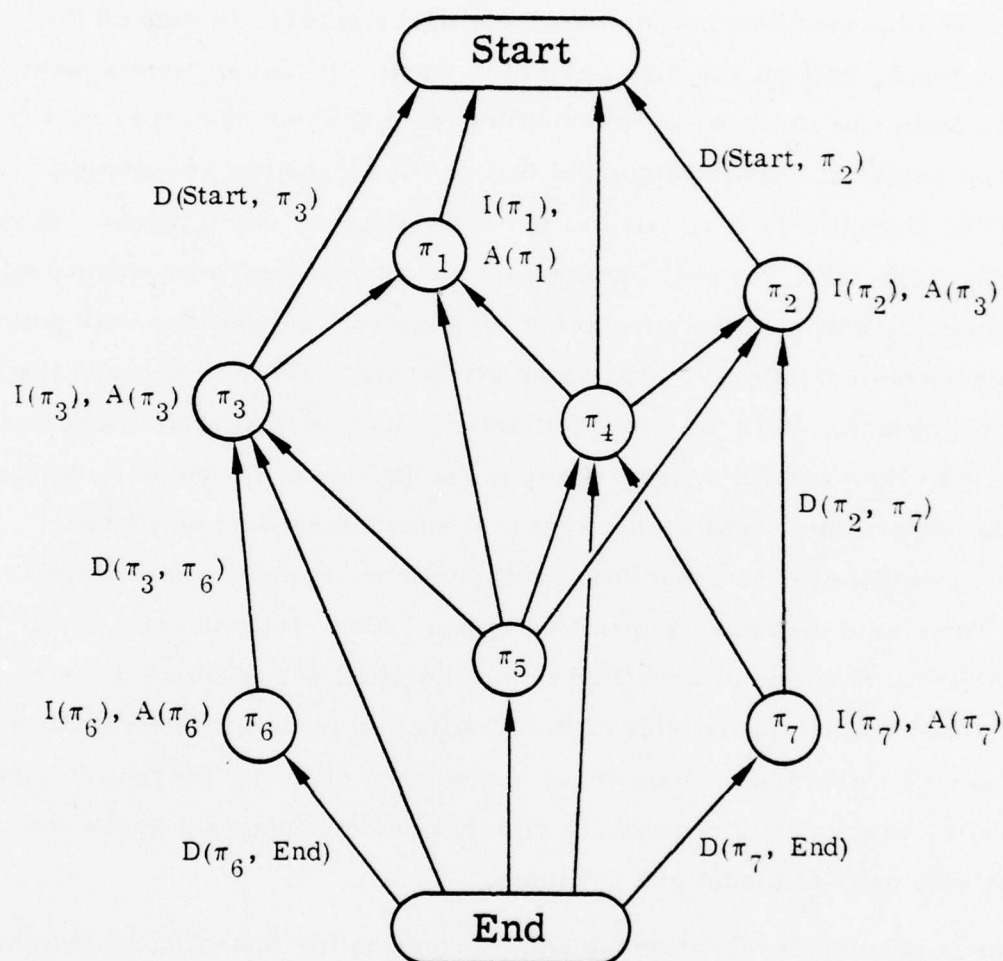 Start
D(Start, π₃)
D(Start, π₂)
I(π₁),
A(π₁)
π₁
π₂
I(π₂), A(π₃)
I(π₃), A(π₃)
π₃
π₄
D(π₂, π₇)
D(π₃, π₆)
π₅
I(π₆), A(π₆)
π₆
π₇
I(π₇), A(π₇)
D(π₆, End)
D(π₇, End)
End